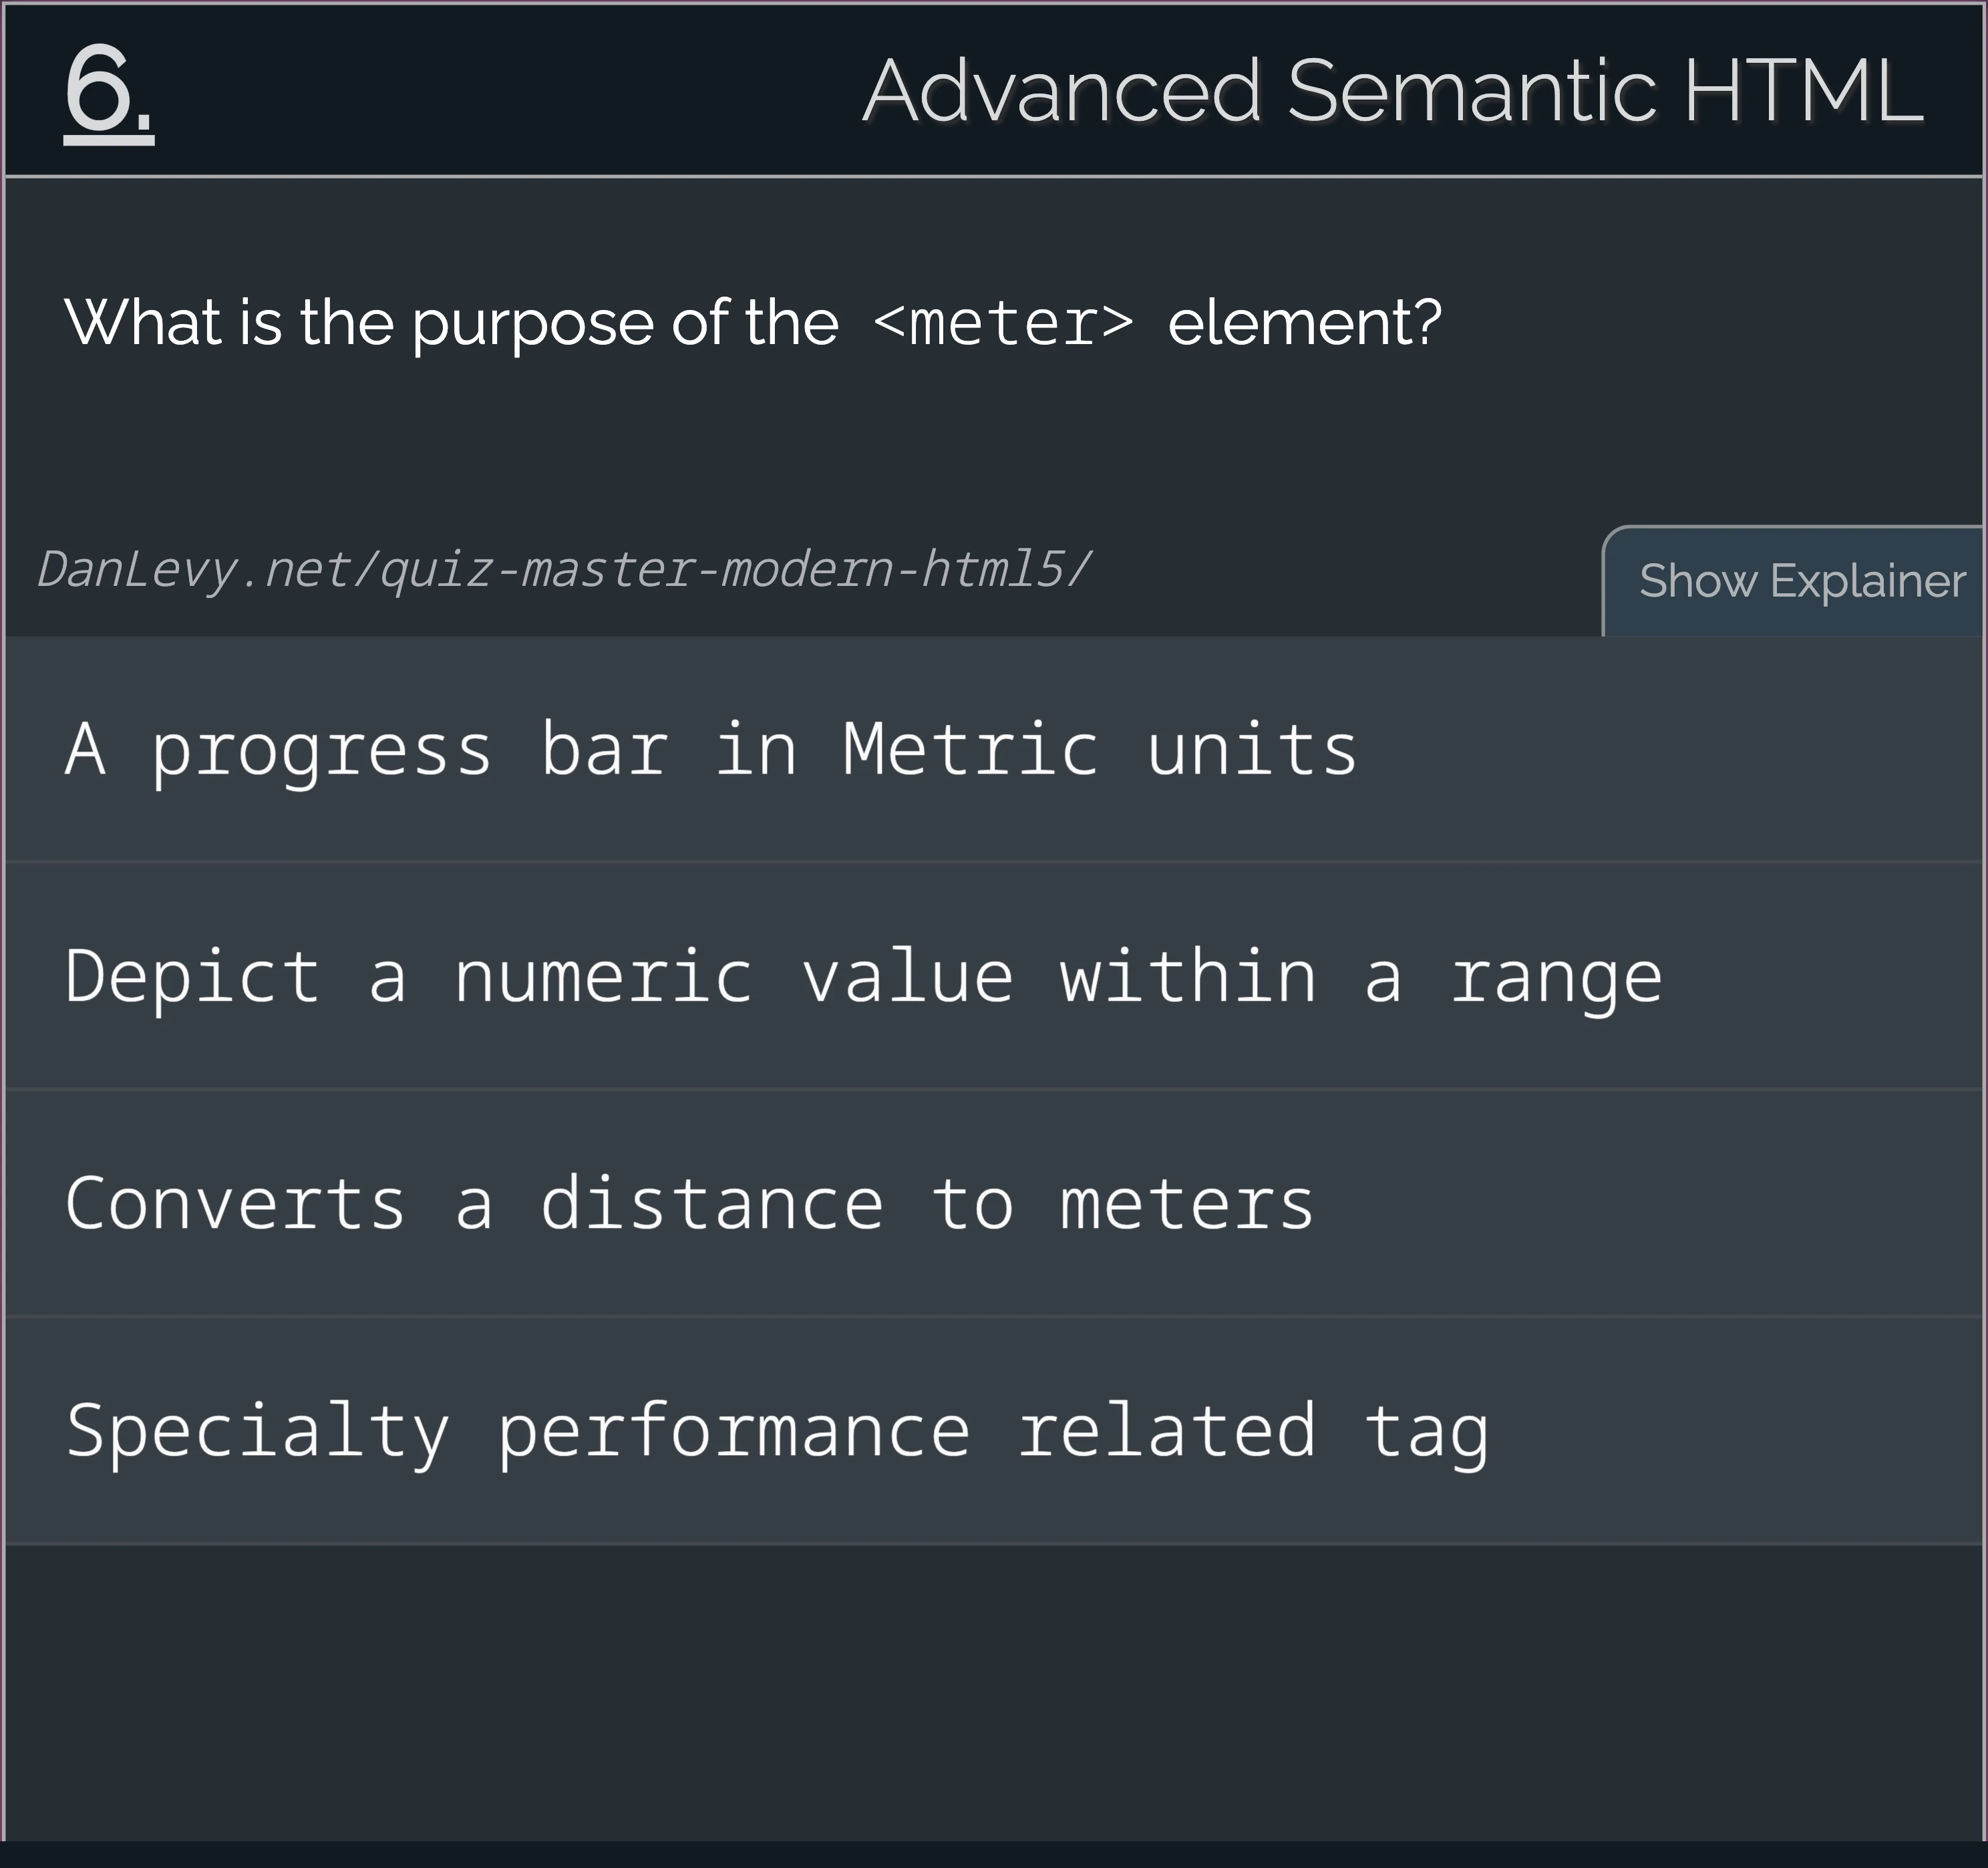 6.
Advanced Semantic HTML
What is the purpose of the <meter> element?
DanLevy.net/quiz-master-modern-html5/
Show Explainer
A progress bar in Metric units
Depict a numeric value within a range
Converts a distance to meters
Specialty performance related tag